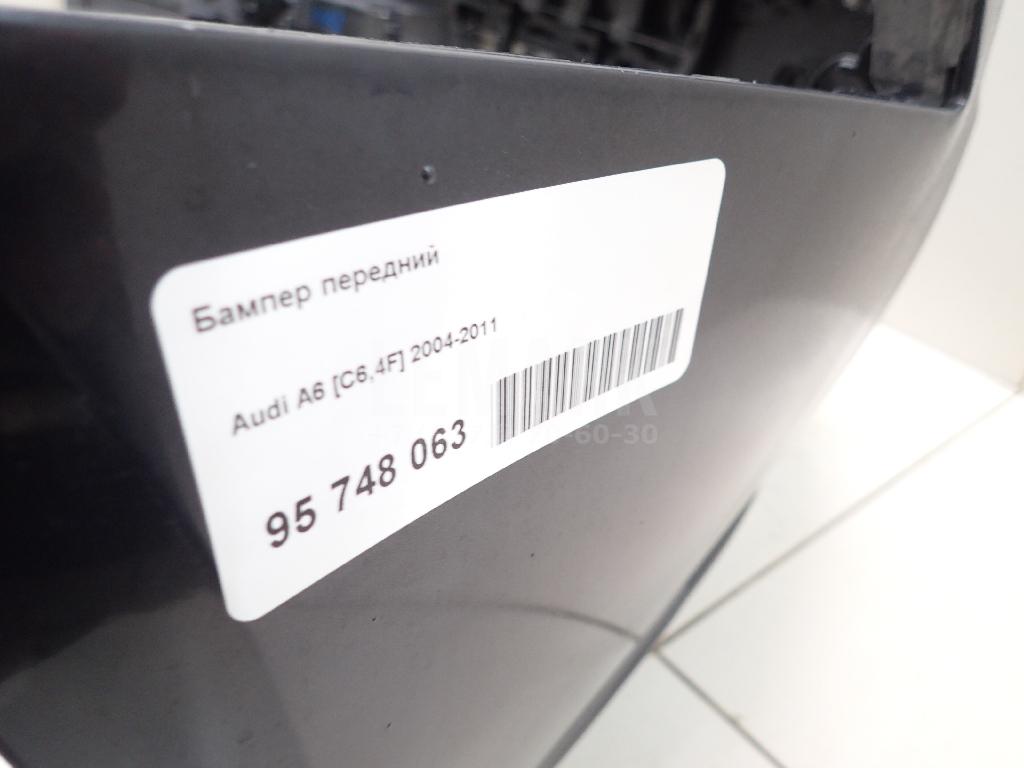 Бампер передний
Audi A6 [C6,4F] 2004-2011
95 748 063